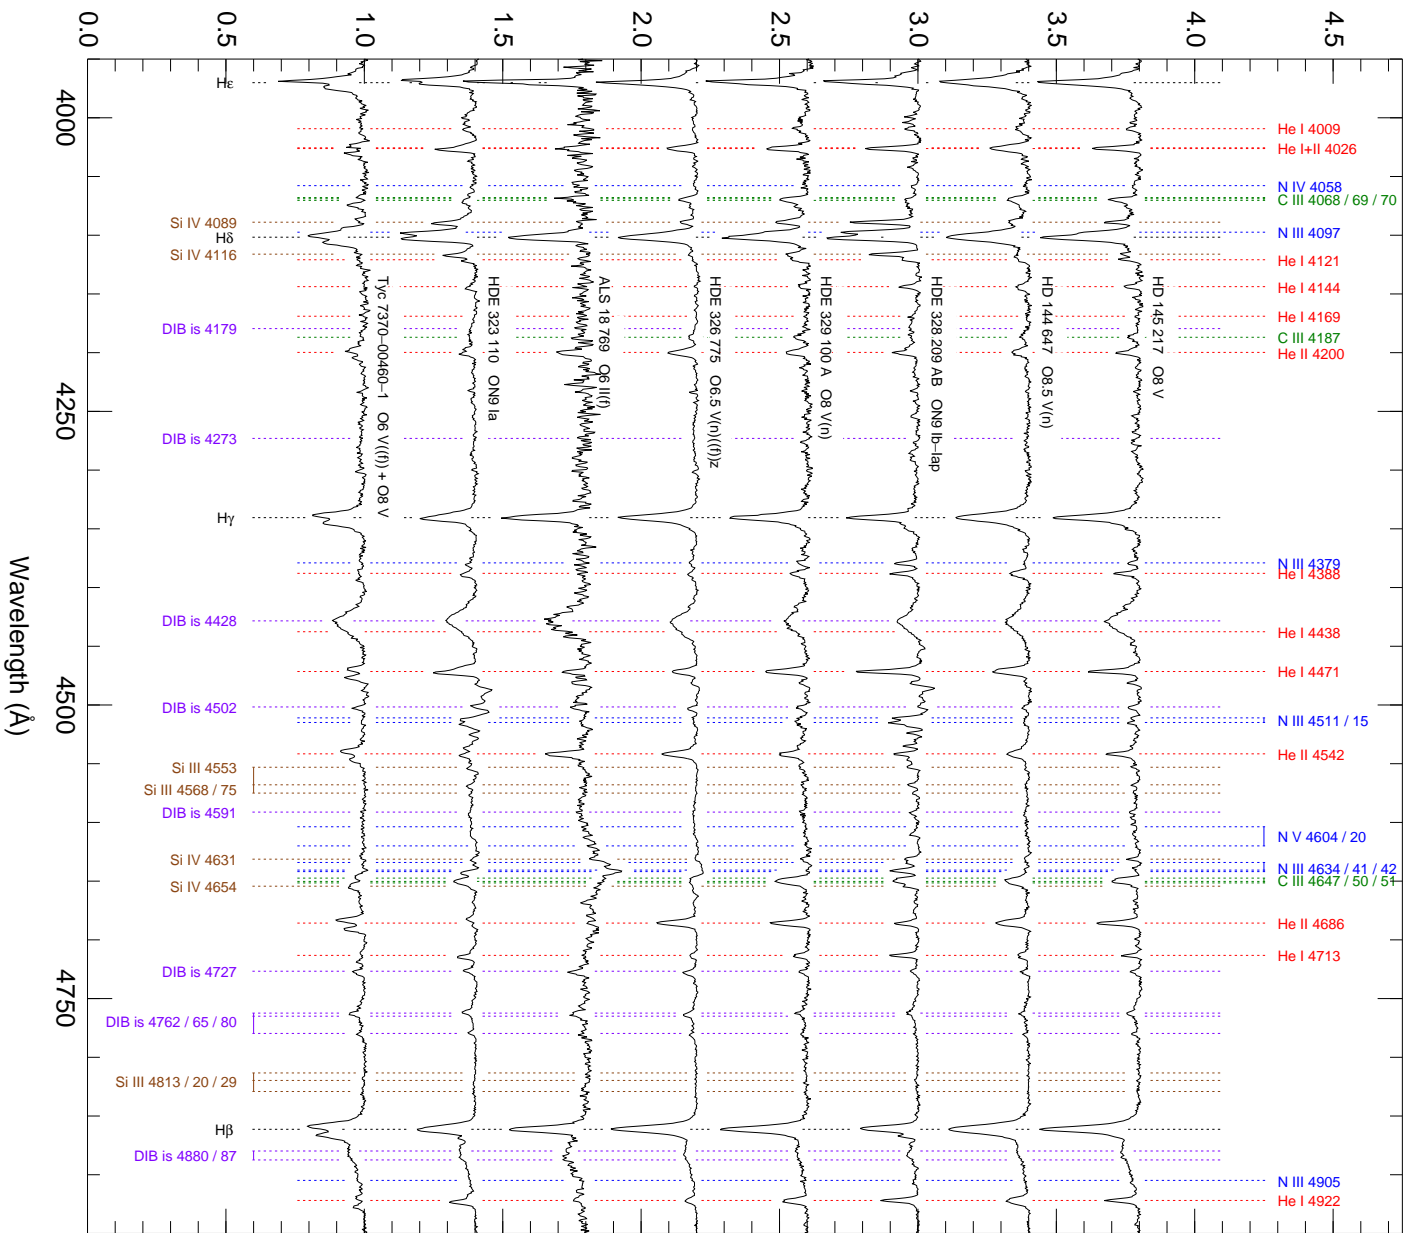 0.0
0.5
1.0
1.5
2.0
2.5
3.0
3.5
4.0
4.5
4000
4250
4500
4750
Wavelength (Å)
Hε
Si IV 4089
Hδ
Si IV 4116
DIB is 4179
DIB is 4273
Hγ
DIB is 4428
DIB is 4502
Si III 4553
Si III 4568 / 75
DIB is 4591
Si IV 4631
Si IV 4654
DIB is 4727
DIB is 4762 / 65 / 80
Si III 4813 / 20 / 29
Hβ
DIB is 4880 / 87
He I 4009
He I+II 4026
N IV 4058
C III 4068 / 69 / 70
N III 4097
He I 4121
He I 4144
He I 4169
C III 4187
He II 4200
N III 4379
He I 4388
He I 4438
He I 4471
N III 4511 / 15
He II 4542
N V 4604 / 20
N III 4634 / 41 / 42
C III 4647 / 50 / 51
He II 4686
He I 4713
N III 4905
He I 4922
HD 145 217 O8 V
HD 144 647 O8.5 V(n)
HDE 328 209 AB ON9 Ib–Iap
HDE 329 100 A O8 V(n)
HDE 326 775 O6.5 V(n)((f))z
ALS 18 769 O6 II(f)
HDE 323 110 ON9 Ia
Tyc 7370–00460–1 O6 V((f)) + O8 V